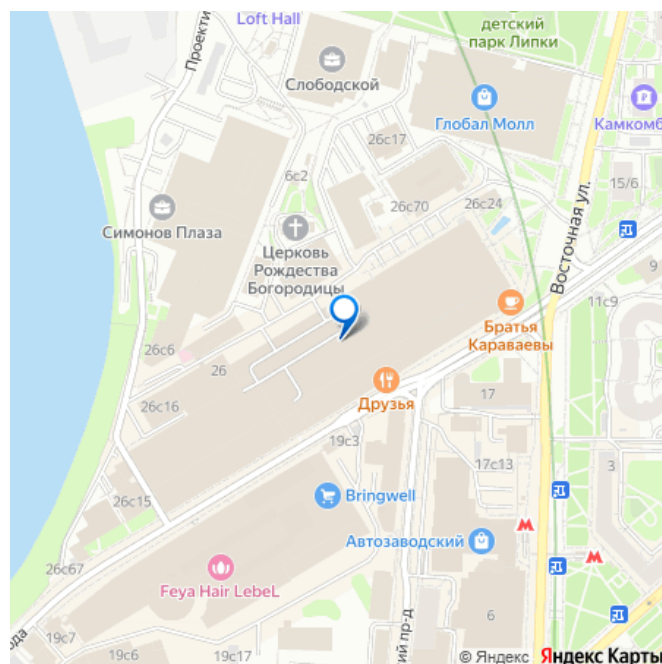 Loft Hall
Проекти
детский
парк Липки
Слободской
Глобал Молл
Камкомб
26с17
6с2
15/6
26с70
26с24
Восточная ул.
Симонов Плаза
Церковь
Рождества
Богородицы
9
11с9
Братья
Караваевы
26с6
26
26с16
Друзья
17
19с3
17с13
3
26с15
Bringwell
Автозаводский
26с67
Feya Hair LebeL
6
ода
19с7
19с6
19с17
ий пр-д
© Яндекс Яндекс Карты